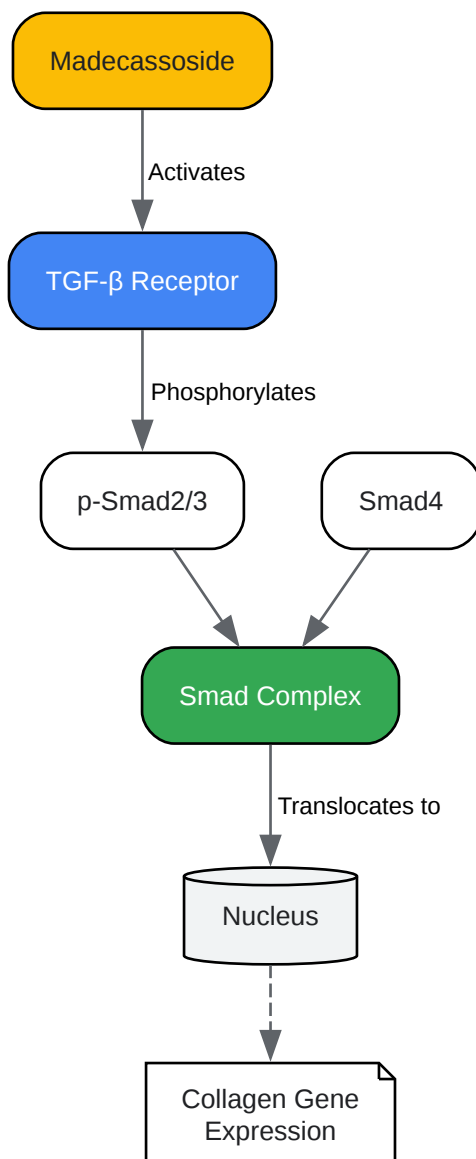 Madecassoside
Activates
TGF-β Receptor
Phosphorylates
p-Smad2/3
Smad4
Smad Complex
Translocates to
Nucleus
Collagen Gene
Expression